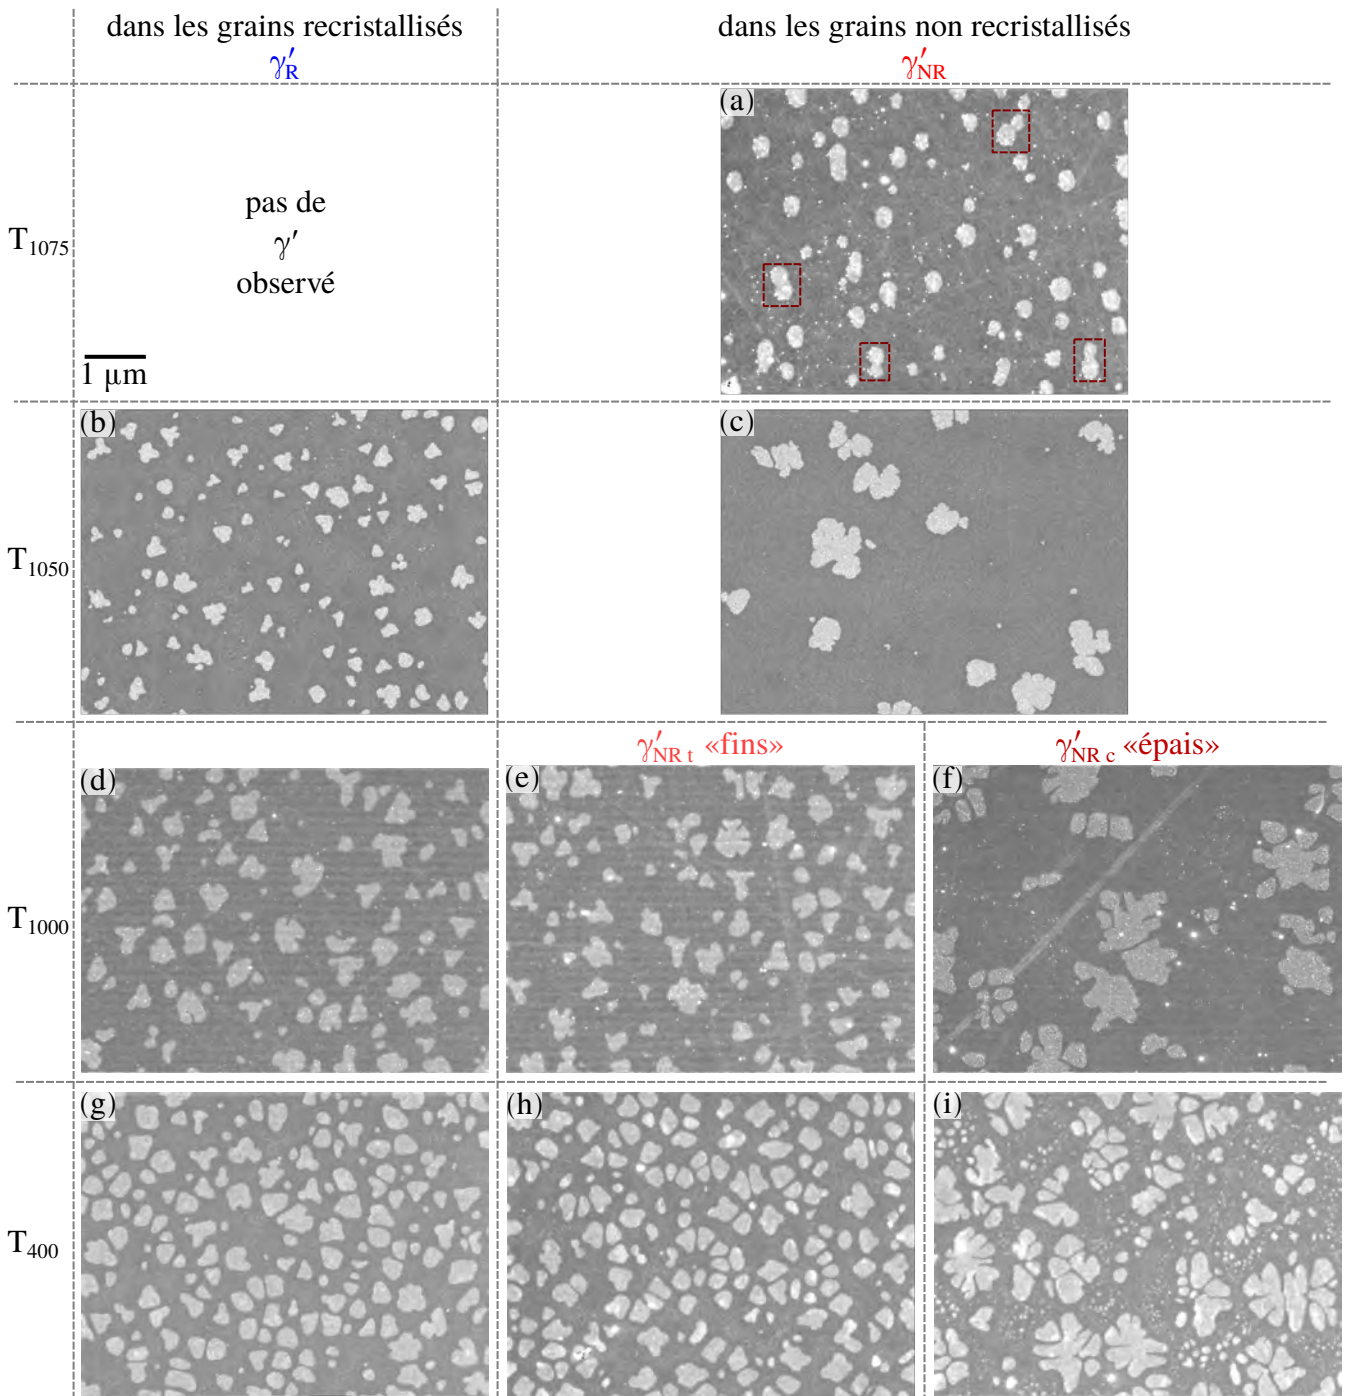 dans les grains recristallisés
γ′R
dans les grains non recristallisés
γ′NR
T1075
pas de
γ′
observé
1 µm
(a)
T1050
(b)
(c)
γ′NR t «fins»
γ′NR c «épais»
T1000
(d)
(e)
(f)
T400
(g)
(h)
(i)